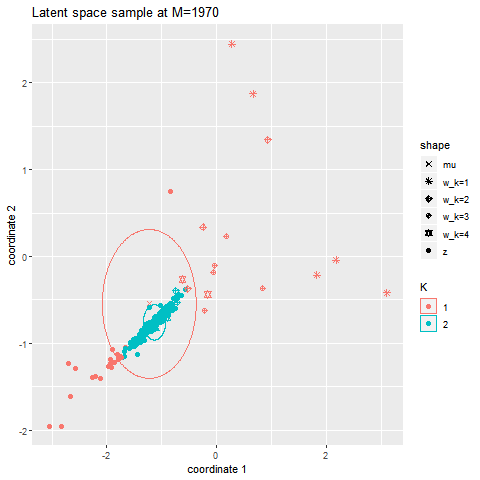 Latent space sample at M=1970
coordinate 2
2
1
0
-1
-2
-2
0
2
coordinate 1
shape
mu
w_k=1
w_k=2
w_k=3
w_k=4
z
K
1
2